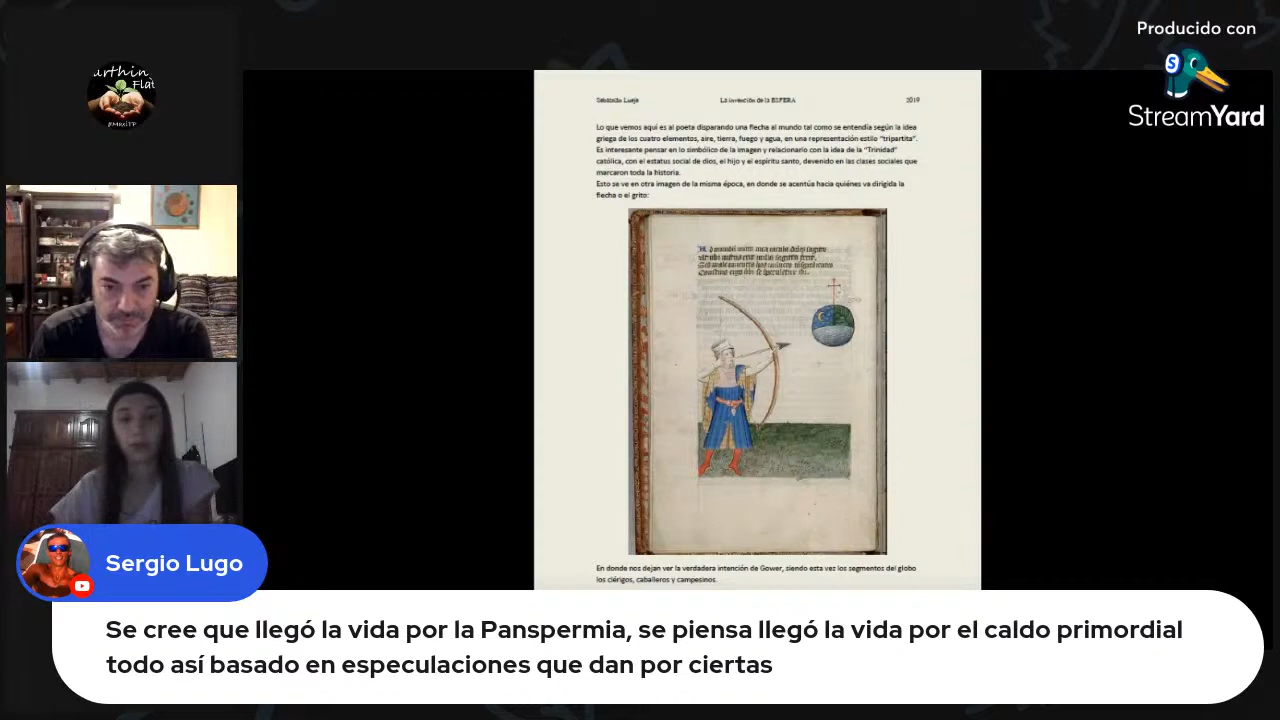 Producido con
StreamYard
arthin
Flat
Sebastián Lueje La invención de la ESFERA 2019
Lo que vemos aquí es al poeta disparando una flecha al mundo tal como se entendía según la idea
griega de los cuatro elementos, aire, tierra, fuego y agua, en una representación estilo "tripartita".
Es interesante pensar en lo simbólico de la imagen y relacionarlo con la idea de la "Trinidad"
católica, con el estatus social de dios, el hijo y el espíritu santo, devenido en las clases sociales que
marcaron toda la historia.
Esto se ve en otra imagen de la misma época, en donde se acentúa hacia quiénes va dirigida la
flecha o el grito:
En donde nos dejan ver la verdadera intención de Gower, siendo esta vez los segmentos del globo
los clérigos, caballeros y campesinos.
Sergio Lugo
Se cree que llegó la vida por la Panspermia, se piensa llegó la vida por el caldo primordial
todo así basado en especulaciones que dan por ciertas